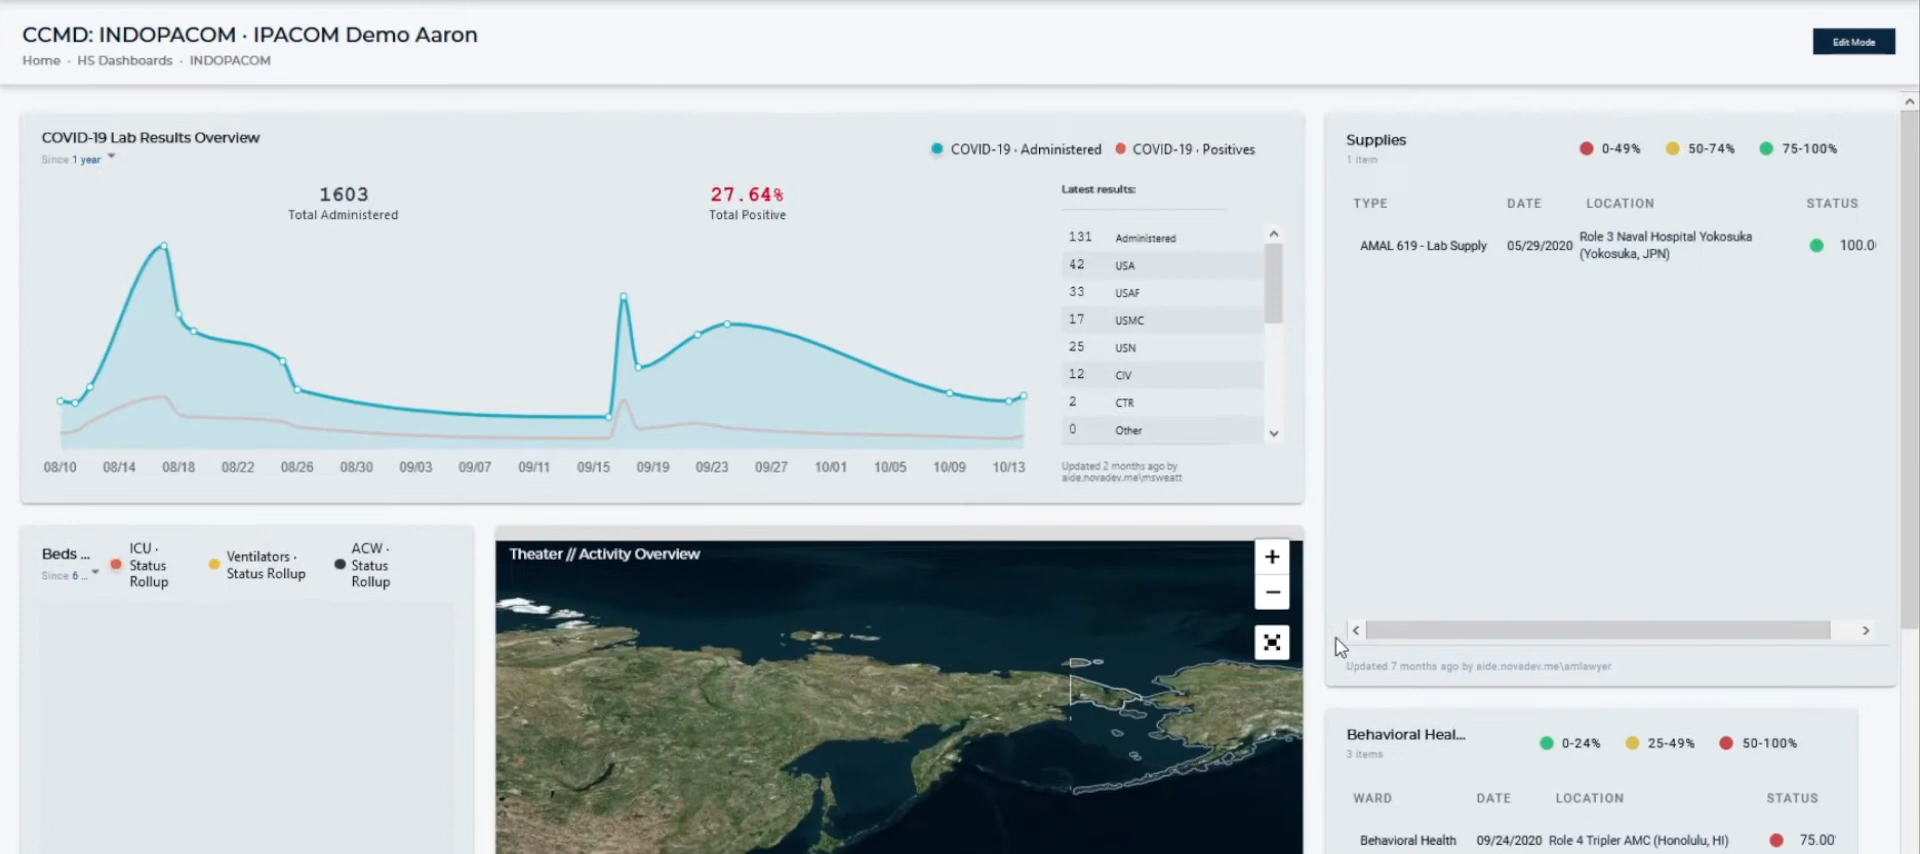 CCMD: INDOPACOM · IPACOM Demo Aaron
Home · HS Dashboards · INDOPACOM
Edit Mode
COVID-19 Lab Results Overview
Since 1 year
COVID-19 · Administered
COVID-19 · Positives
1603
Total Administered
27.64%
Total Positive
08/10 08/14 08/18 08/22 08/26 08/30 09/03 09/07 09/11 09/15 09/19 09/23 09/27 10/01 10/05 10/09 10/13
Latest results:
131 Administered
42 USA
33 USAF
17 USMC
25 USN
12 CIV
2 CTR
0 Other
Updated 2 months ago by
aide.novadev.me\msweatt
Supplies
1 item
0-49% 50-74% 75-100%
TYPE DATE LOCATION STATUS
AMAL 619 - Lab Supply 05/29/2020 Role 3 Naval Hospital Yokosuka
(Yokosuka, JPN) 100.0
Updated 7 months ago by aide.novadev.me\amlawyer
Beds ...
Since 6 ...
ICU ·
Status
Rollup
Ventilators ·
Status Rollup
ACW ·
Status
Rollup
Theater // Activity Overview
+
−
Behavioral Heal...
3 items
0-24% 25-49% 50-100%
WARD DATE LOCATION STATUS
Behavioral Health 09/24/2020 Role 4 Tripler AMC (Honolulu, HI) 75.00